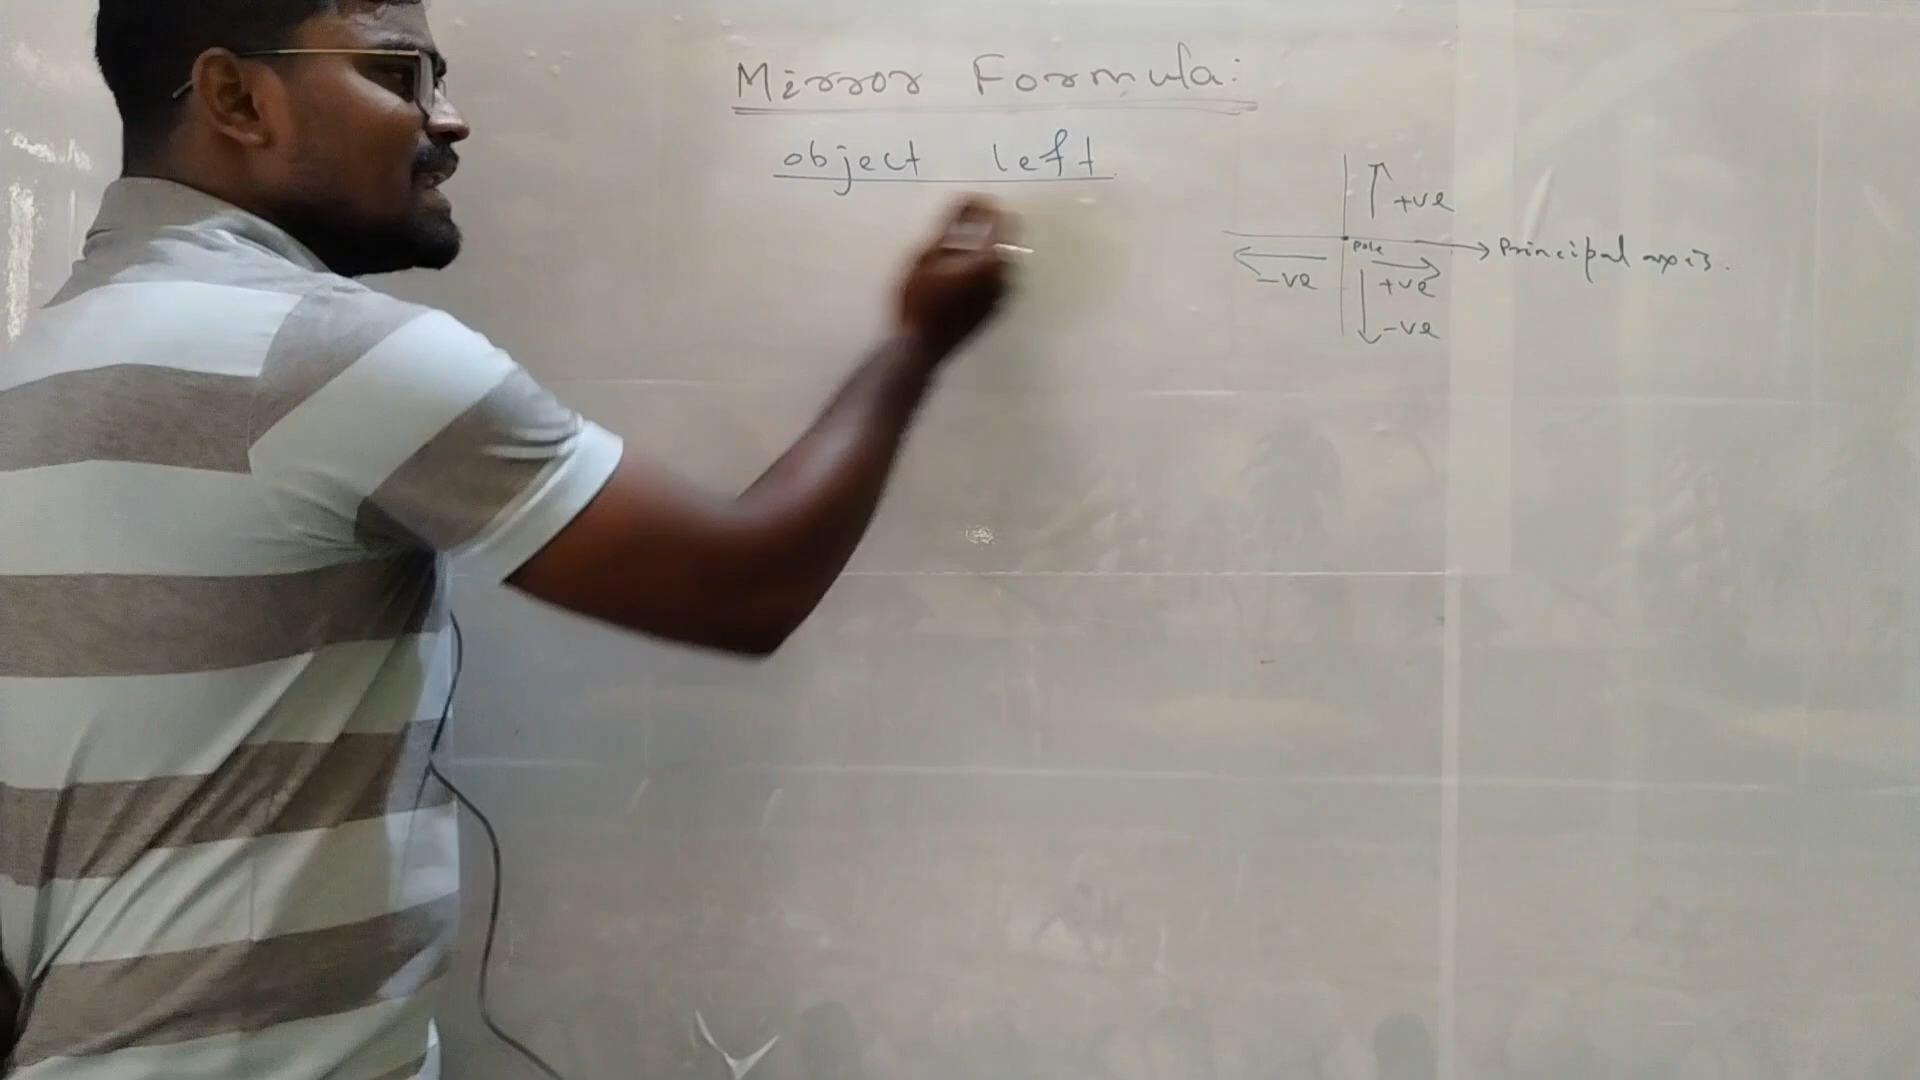 Mirror Formula:
object left
+ve
Pole
Principal axis.
-ve
+ve
-ve